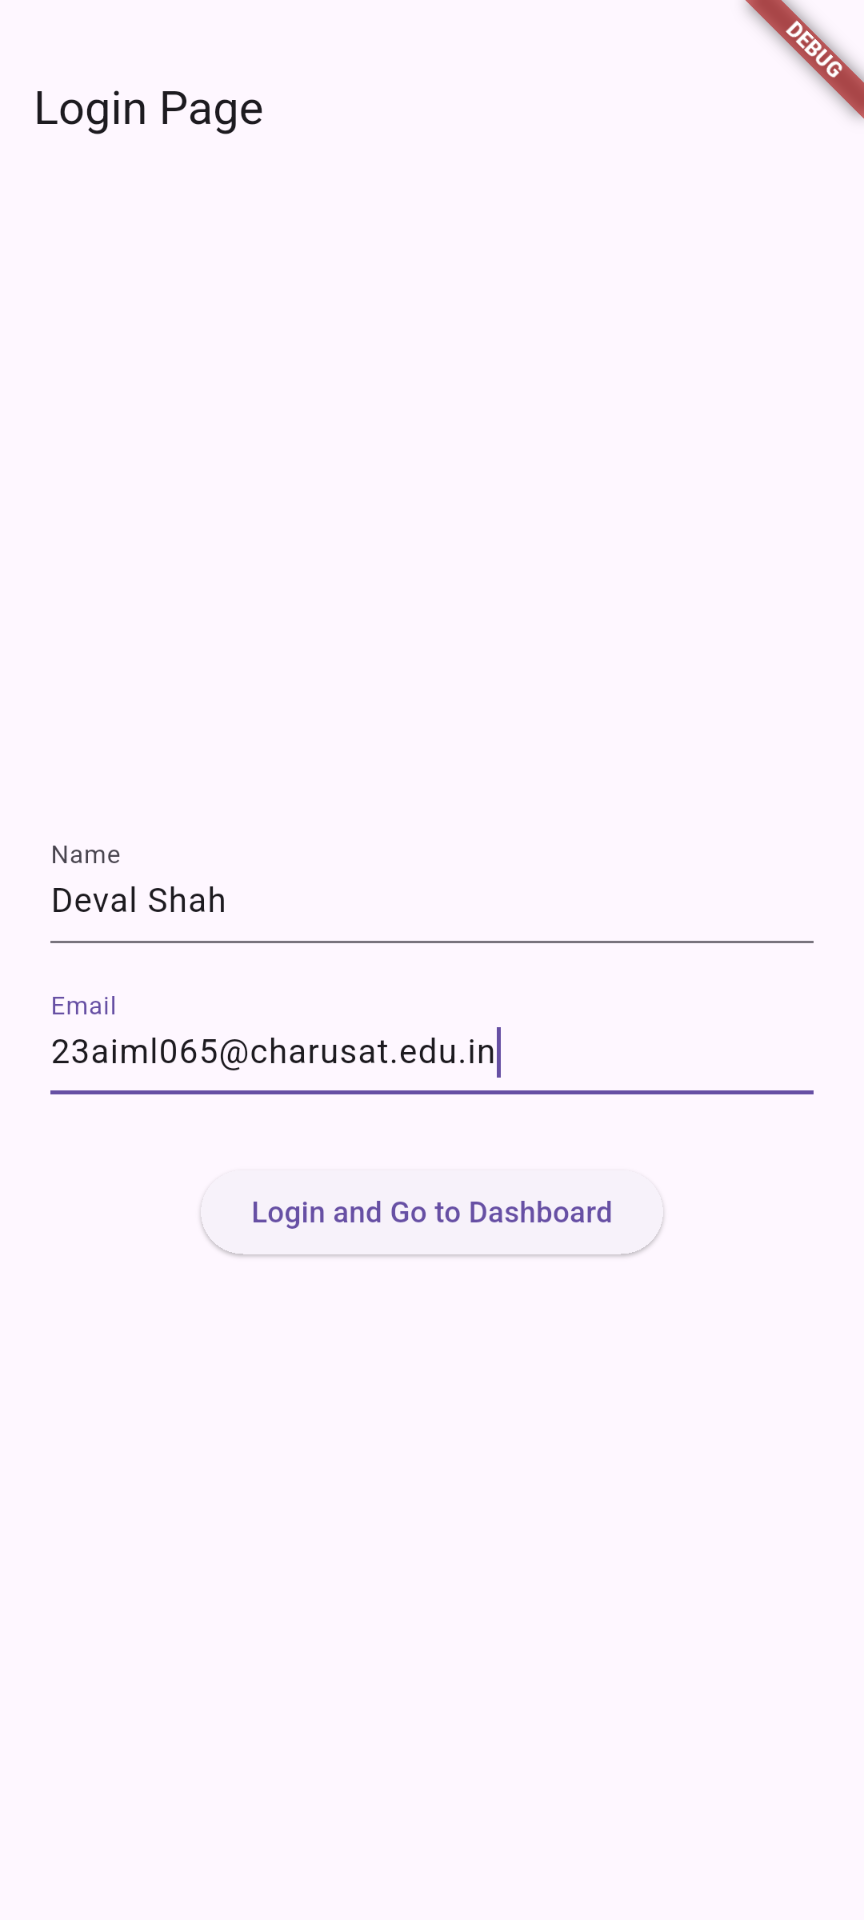 DEBUG
Login Page
Name
Deval Shah
Email
23aiml065@charusat.edu.in
Login and Go to Dashboard